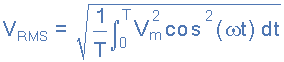 V_RMS = √(1/T ∫₀ᵀ V_m² cos²(ωt) dt)